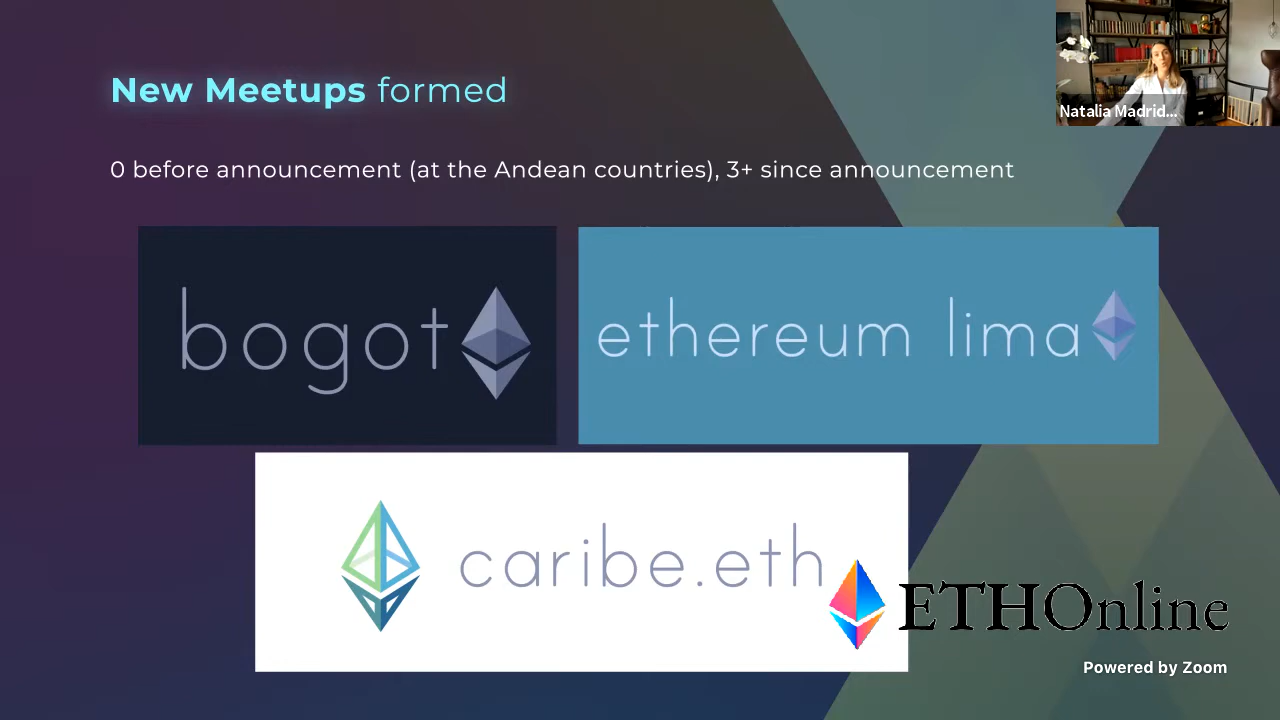 New Meetups formed
Natalia Madrid...
0 before announcement (at the Andean countries), 3+ since announcement
bogot
ethereum lima
caribe.eth
ETHOnline
Powered by Zoom